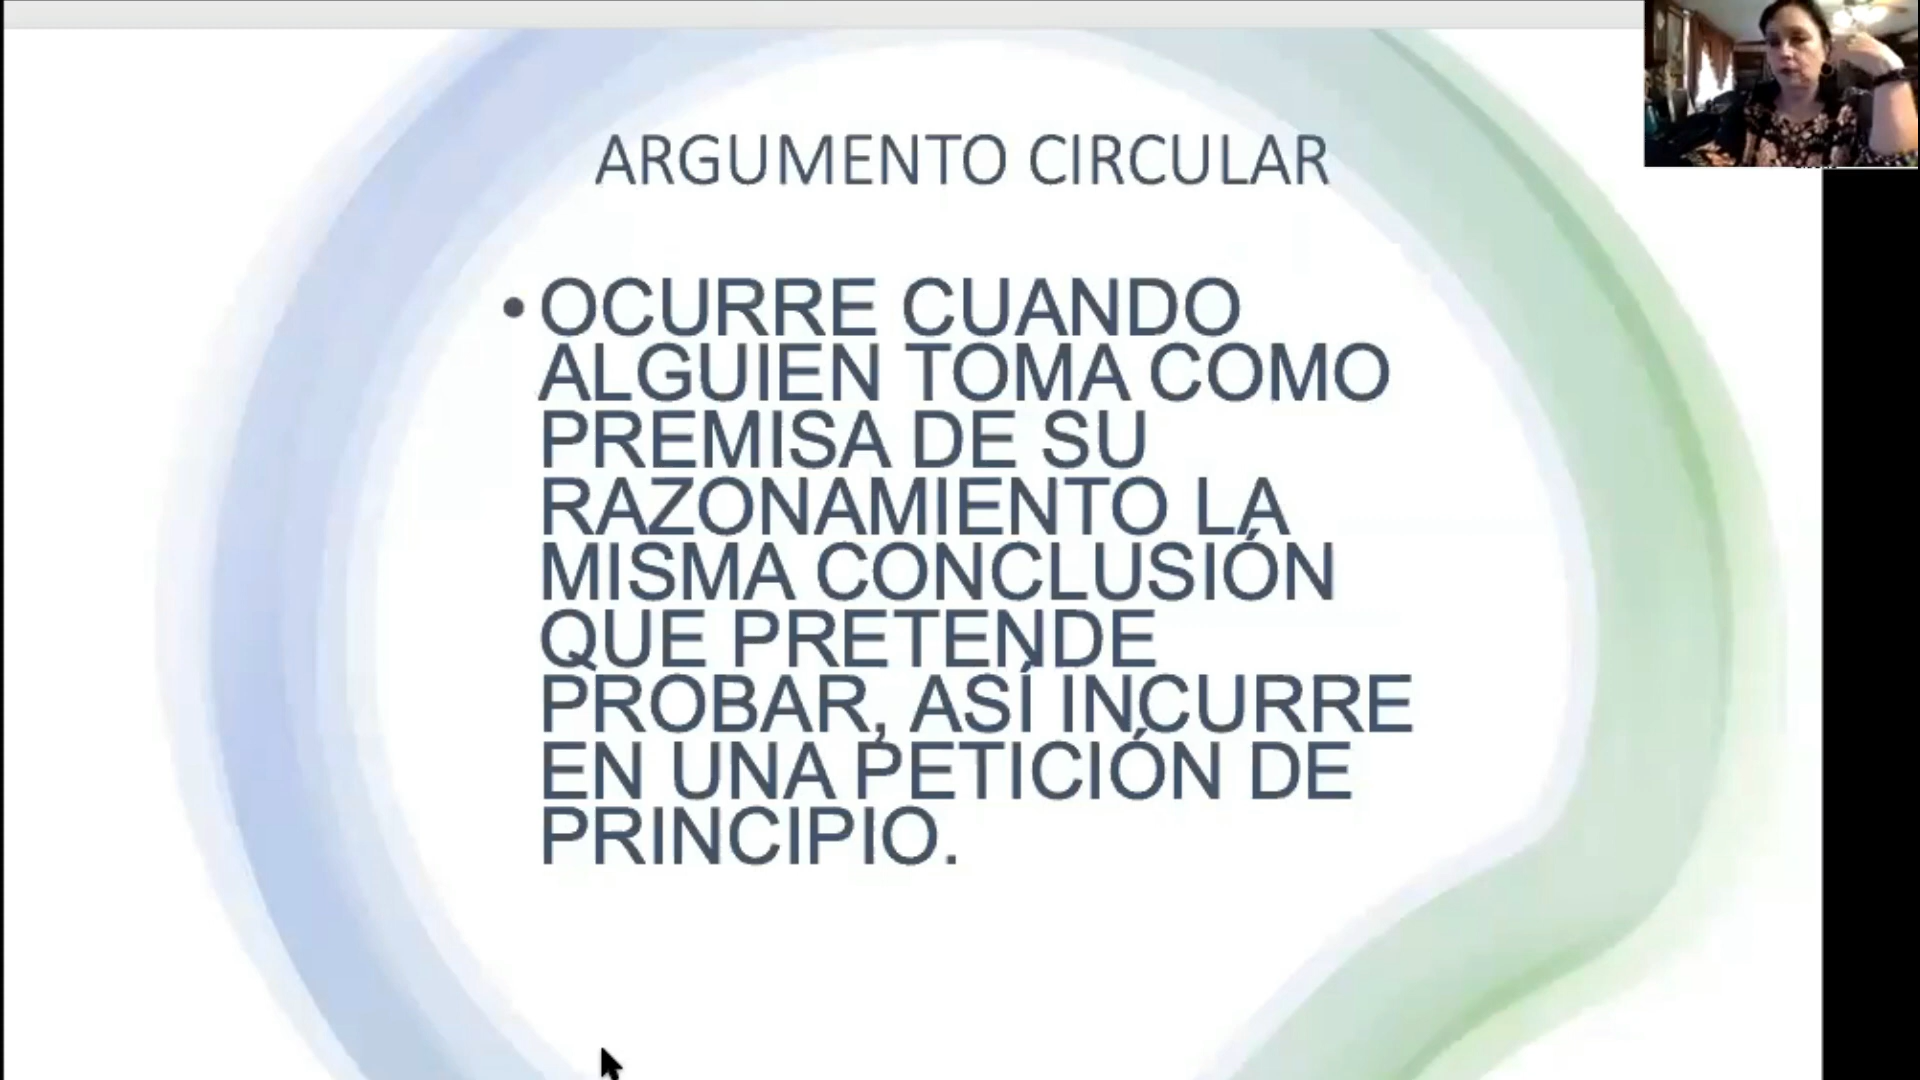 ARGUMENTO CIRCULAR
• OCURRE CUANDO
ALGUIEN TOMA COMO
PREMISA DE SU
RAZONAMIENTO LA
MISMA CONCLUSIÓN
QUE PRETENDE
PROBAR, ASÍ INCURRE
EN UNA PETICIÓN DE
PRINCIPIO.